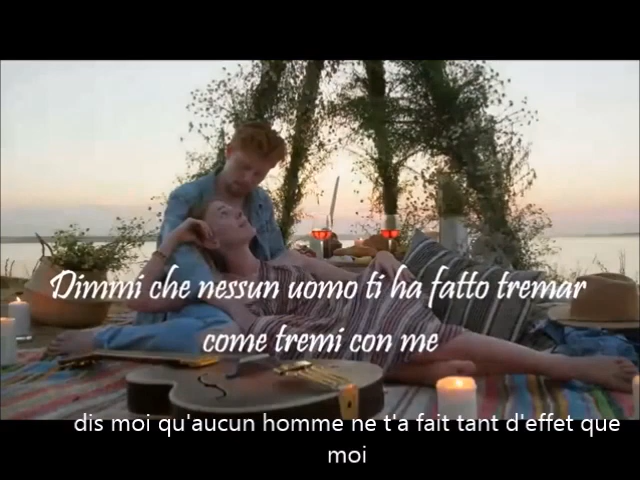 Dimmi che nessun uomo ti ha fatto tremar
come tremi con me
dis moi qu'aucun homme ne t'a fait tant d'effet que
moi